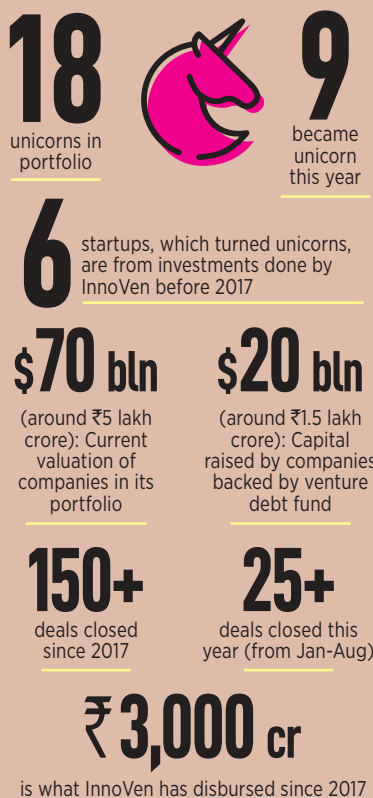 18
unicorns in
portfolio
9
became
unicorn
this year
6
startups, which turned unicorns,
are from investments done by
InnoVen before 2017
$70 bln
(around ₹5 lakh
crore): Current
valuation of
companies in its
portfolio
$20 bln
(around ₹1.5 lakh
crore): Capital
raised by companies
backed by venture
debt fund
150+
deals closed
since 2017
25+
deals closed this
year (from Jan-Aug)
₹3,000 cr
is what InnoVen has disbursed since 2017